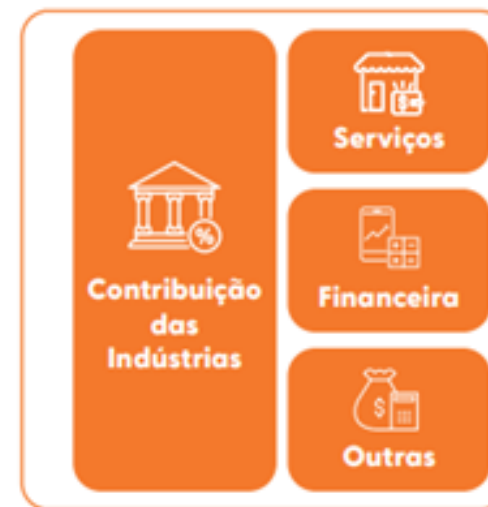 Contribuição
das
Indústrias
%
Serviços
$
Financeira
$
Outras